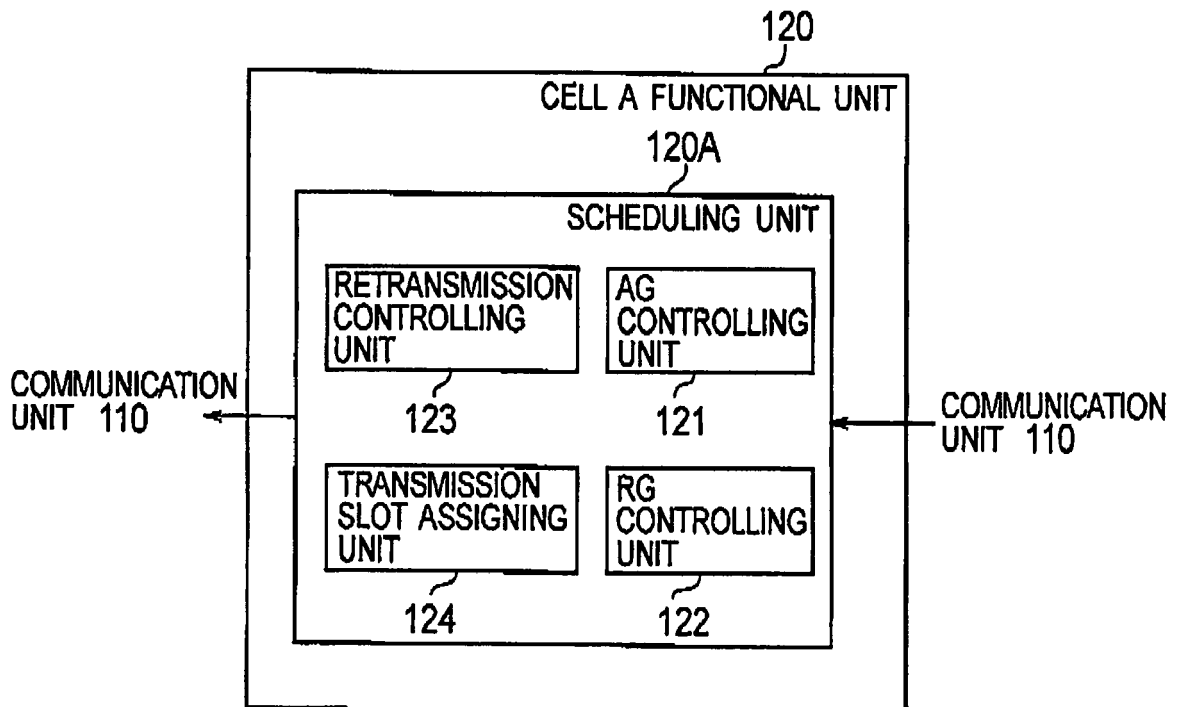 120
CELL A FUNCTIONAL UNIT
120A
SCHEDULING UNIT
RETRANSMISSION
CONTROLLING
UNIT
123
AG
CONTROLLING
UNIT
121
COMMUNICATION
UNIT 110
COMMUNICATION
UNIT 110
TRANSMISSION
SLOT ASSIGNING
UNIT
124
RG
CONTROLLING
UNIT
122